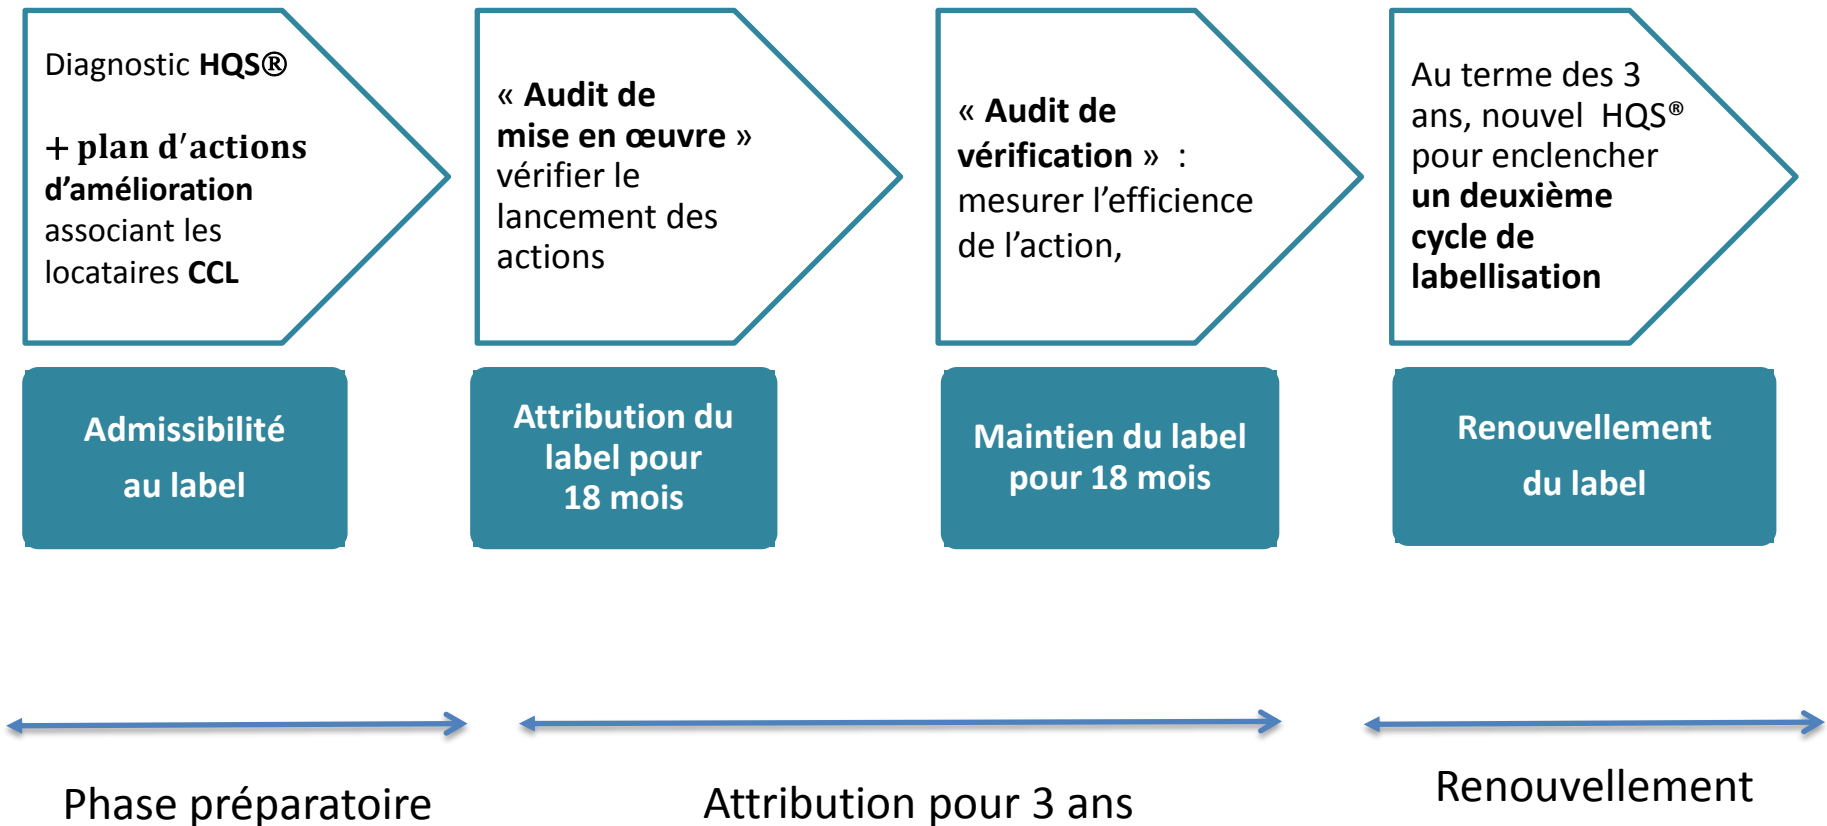 Diagnostic HQS®
+ plan d'actions
d'amélioration
associant les
locataires CCL
« Audit de
mise en œuvre »
vérifier le
lancement des
actions
« Audit de
vérification » :
mesurer l'efficience
de l'action,
Au terme des 3
ans, nouvel HQS®
pour enclencher
un deuxième
cycle de
labellisation
Admissibilité
au label
Attribution du
label pour
18 mois
Maintien du label
pour 18 mois
Renouvellement
du label
Phase préparatoire
Attribution pour 3 ans
Renouvellement